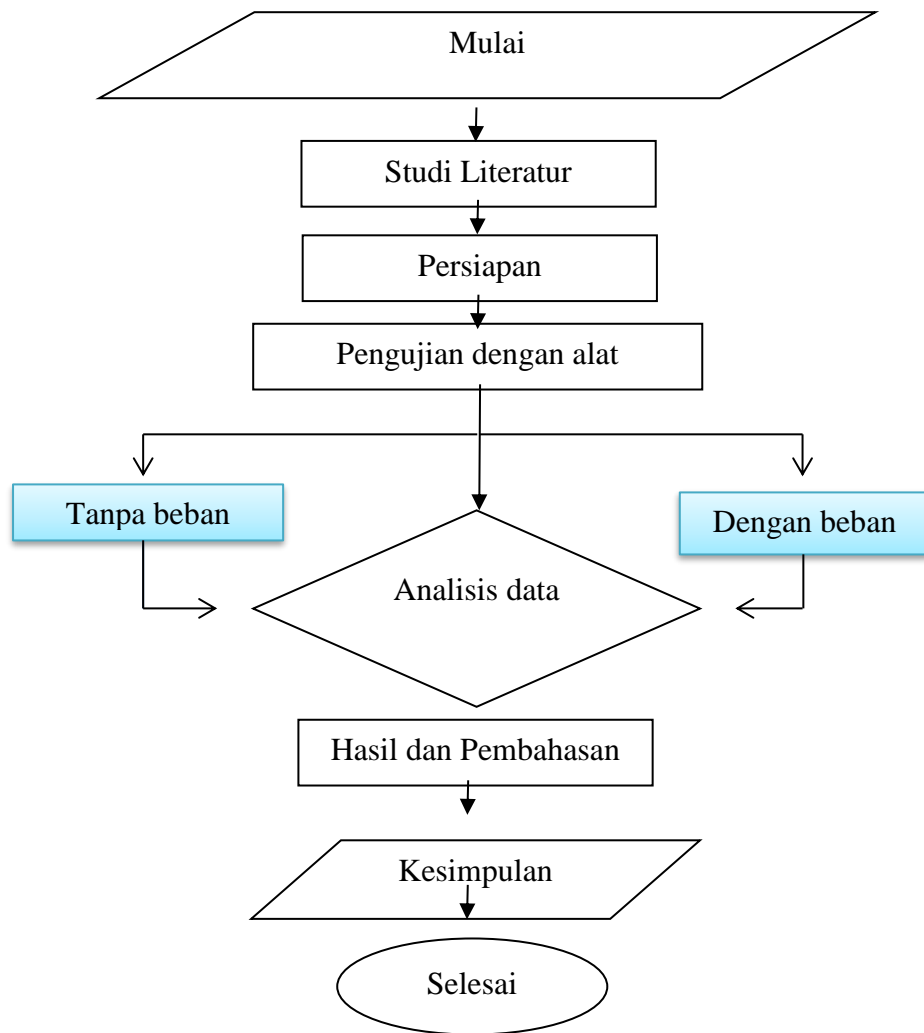 Mulai
Studi Literatur
Persiapan
Pengujian dengan alat
Tanpa beban
Dengan beban
Analisis data
Hasil dan Pembahasan
Kesimpulan
Selesai